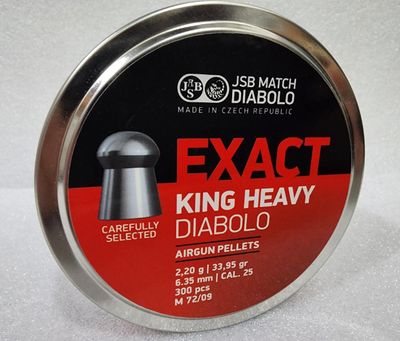 JSB
JSB MATCH
DIABOLO
MADE IN CZECH REPUBLIC
EXACT
KING HEAVY
DIABOLO
CAREFULLY
SELECTED
AIRGUN PELLETS
2,20 g | 33,95 gr
6.35 mm | CAL. 25
300 pcs
M 72/09